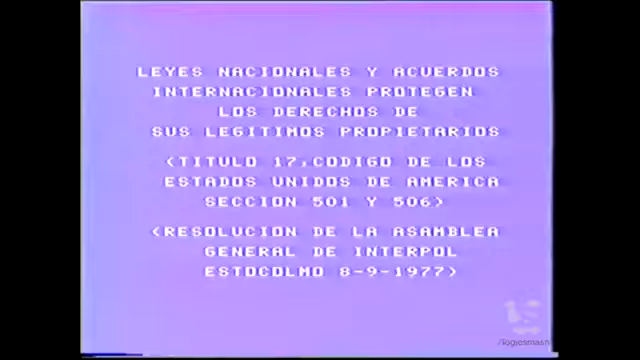 LEYES NACIONALES Y ACUERDOS
INTERNACIONALES PROTEGEN
LOS DERECHOS DE
SUS LEGITIMOS PROPIETARIOS
(TITULO 17,CODIGO DE LOS
ESTADOS UNIDOS DE AMERICA
SECCION 501 Y 506)
(RESOLUCION DE LA ASAMBLEA
GENERAL DE INTERPOL
ESTOCOLMO 8-9-1977)